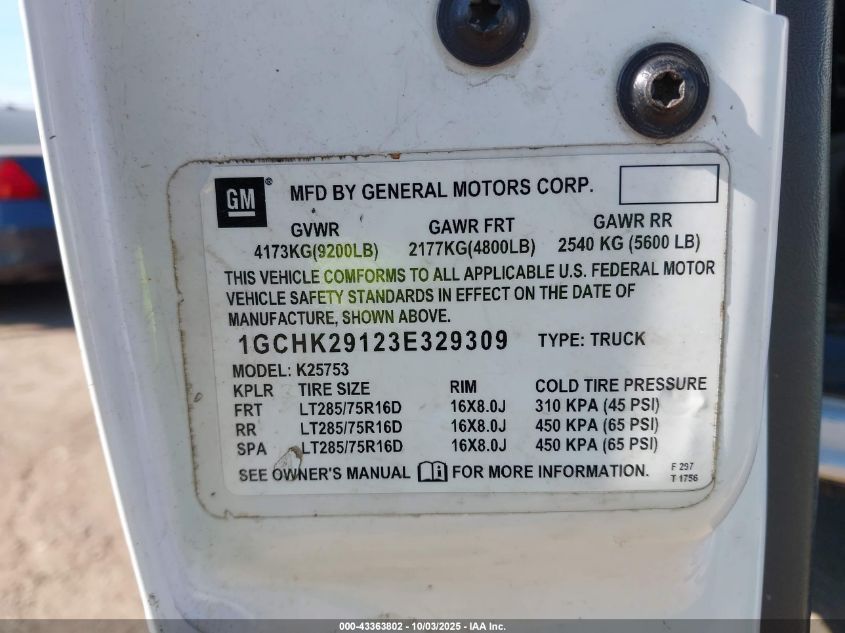 GM ® MFD BY GENERAL MOTORS CORP.
GVWR GAWR FRT GAWR RR
4173KG(9200LB) 2177KG(4800LB) 2540 KG (5600 LB)
THIS VEHICLE COMFORMS TO ALL APPLICABLE U.S. FEDERAL MOTOR
VEHICLE SAFETY STANDARDS IN EFFECT ON THE DATE OF
MANUFACTURE, SHOWN ABOVE.
1GCHK29123E329309 TYPE: TRUCK
MODEL: K25753
KPLR TIRE SIZE RIM COLD TIRE PRESSURE
FRT LT285/75R16D 16X8.0J 310 KPA (45 PSI)
RR LT285/75R16D 16X8.0J 450 KPA (65 PSI)
SPA LT285/75R16D 16X8.0J 450 KPA (65 PSI)
SEE OWNER'S MANUAL FOR MORE INFORMATION.
F 297
T 1756
000-43363802 - 10/03/2025 - IAA Inc.